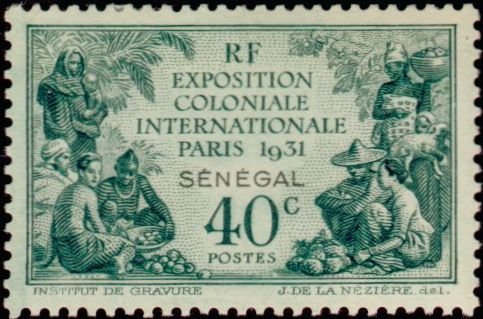 RF
EXPOSITION
COLONIALE
INTERNATIONALE
PARIS 1931
SÉNÉGAL
40c
POSTES
INSTITUT DE GRAVURE
J. DE LA NÉZIÈRE. del.